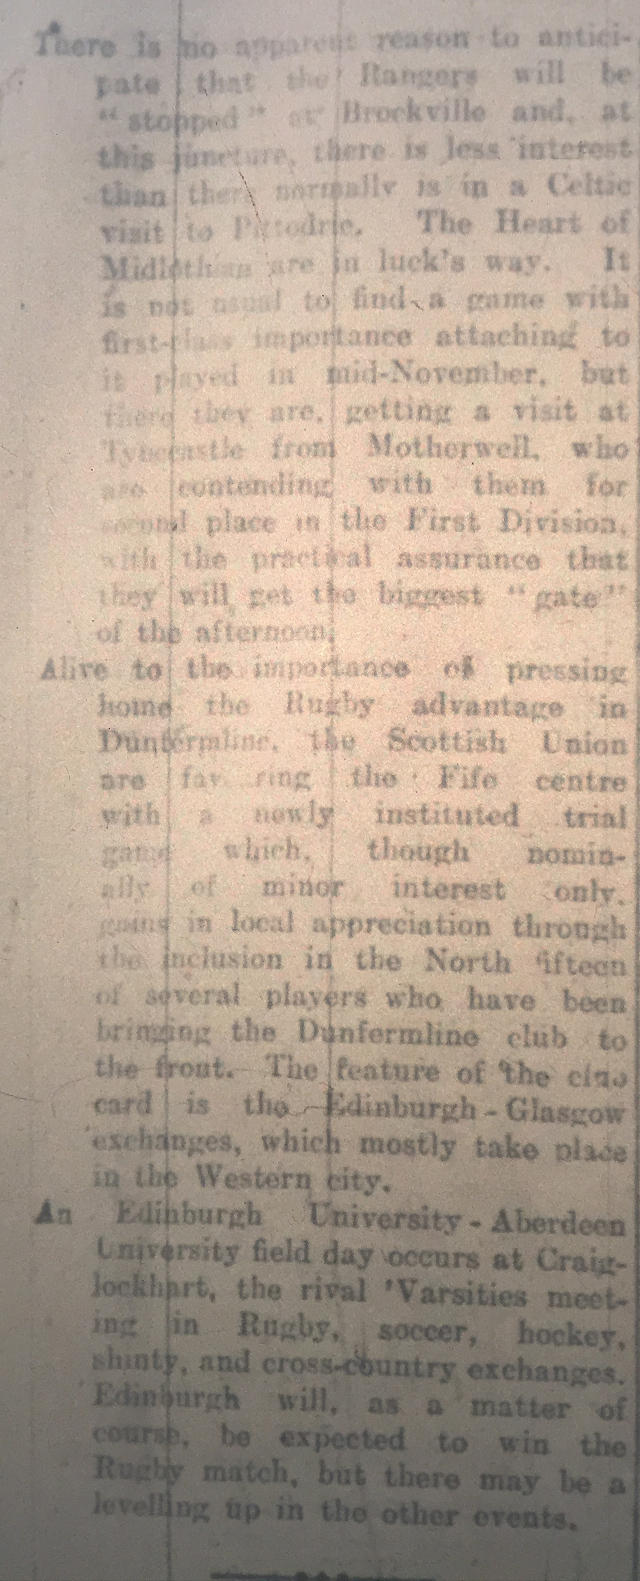 There is no apparent reason to antici-
pate that the Rangers will be
"stopped" at Brockville and, at
this juncture, there is less interest
than there normally is in a Celtic
visit to Pittodrie. The Heart of
Midlothian are in luck's way. It
is not usual to find a game with
first-class importance attaching to
it played in mid-November, but
there they are, getting a visit at
Tynecastle from Motherwell, who
are contending with them for
second place in the First Division,
with the practical assurance that
they will get the biggest "gate"
of the afternoon.
Alive to the importance of pressing
home the Rugby advantage in
Dunfermline, the Scottish Union
are favouring the Fife centre
with a newly instituted trial
game which, though nomin-
ally of minor interest only,
gains in local appreciation through
the inclusion in the North fifteen
of several players who have been
bringing the Dunfermline club to
the front. The feature of the club
card is the Edinburgh-Glasgow
exchanges, which mostly take place
in the Western city.
An Edinburgh University-Aberdeen
University field day occurs at Craig-
lockhart, the rival 'Varsities meet-
ing in Rugby, soccer, hockey,
shinty, and cross-country exchanges.
Edinburgh will, as a matter of
course, be expected to win the
Rugby match, but there may be a
levelling up in the other events.